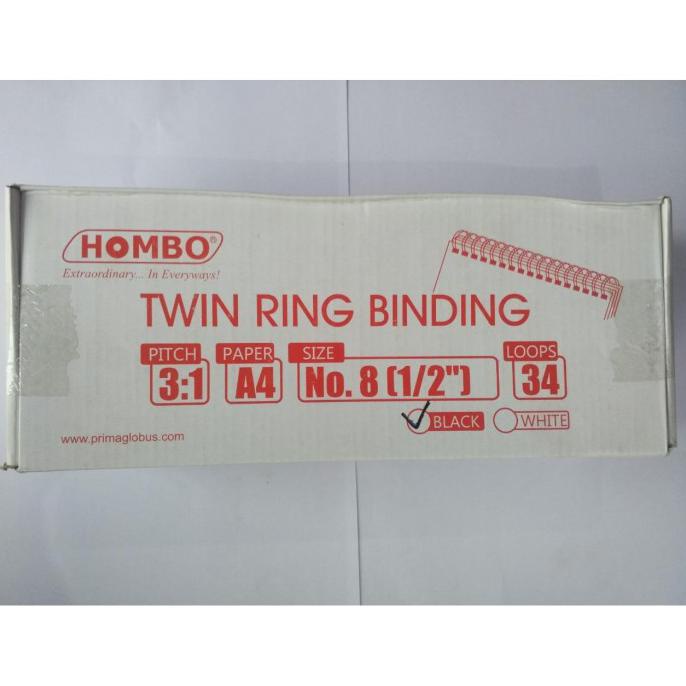 HOMBO®
Extraordinary... In Everyways!
TWIN RING BINDING
PITCH PAPER SIZE LOOPS
3:1 A4 No. 8 (1/2") 34
BLACK WHITE
www.primaglobus.com